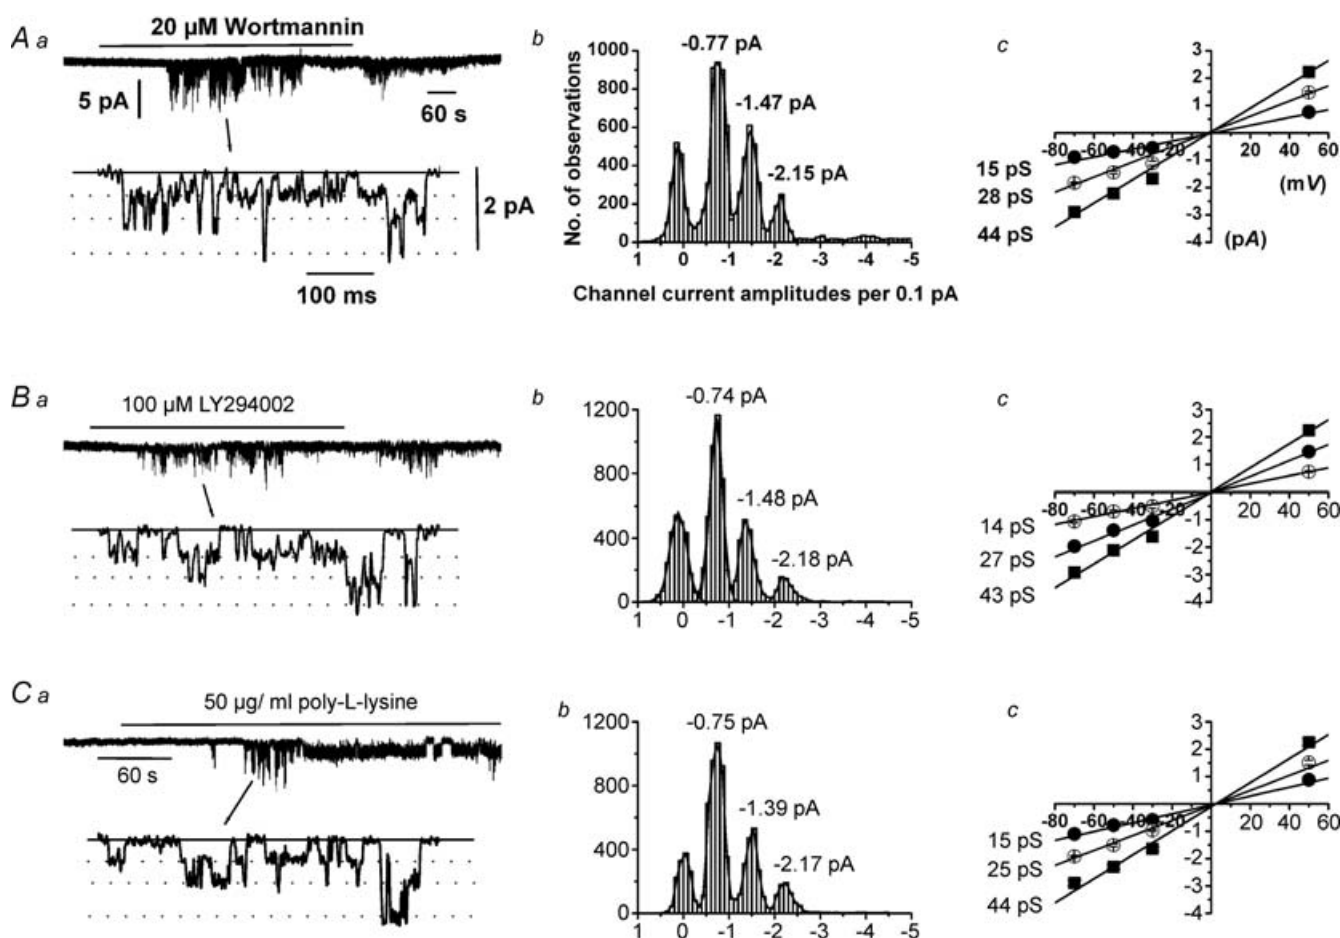 A a
20 µM Wortmannin
5 pA
60 s
2 pA
100 ms
b
No. of observations
1000
800
600
400
200
0
-0.77 pA
-1.47 pA
-2.15 pA
1 0 -1 -2 -3 -4 -5
Channel current amplitudes per 0.1 pA
c
3
2
1
-80 -60 -40 -20 20 40 60
-1
-2
-3
-4
15 pS
28 pS
44 pS
(mV)
(pA)
B a
100 µM LY294002
b
1200
800
400
0
-0.74 pA
-1.48 pA
-2.18 pA
1 0 -1 -2 -3 -4 -5
c
3
2
1
-80 -60 -40 -20 0 20 40 60
-1
-2
-3
-4
14 pS
27 pS
43 pS
C a
50 µg/ ml poly-L-lysine
60 s
b
1200
800
400
0
-0.75 pA
-1.39 pA
-2.17 pA
1 0 -1 -2 -3 -4 -5
c
3
2
1
-80 -60 -40 -20 0 20 40 60
-1
-2
-3
-4
15 pS
25 pS
44 pS